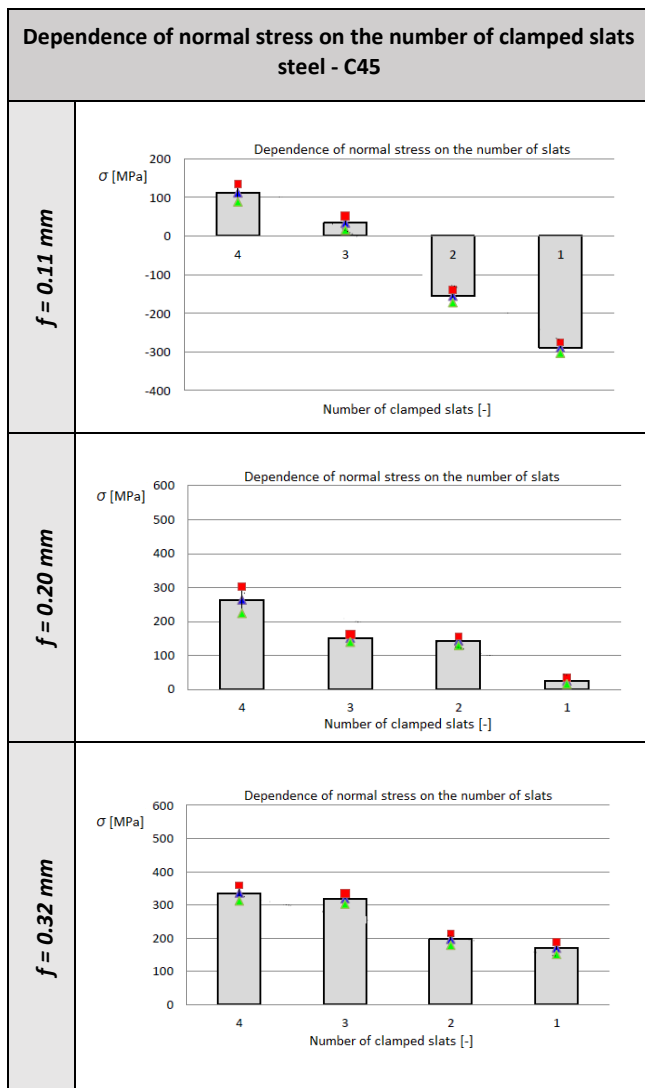 Dependence of normal stress on the number of clamped slats
steel - C45
f = 0.11 mm
Dependence of normal stress on the number of slats
σ [MPa]
200
100
0
-100
-200
-300
-400
4 3 2 1
Number of clamped slats [-]
f = 0.20 mm
Dependence of normal stress on the number of slats
σ [MPa]
600
500
400
300
200
100
0
4 3 2 1
Number of clamped slats [-]
f = 0.32 mm
Dependence of normal stress on the number of slats
σ [MPa]
600
500
400
300
200
100
0
4 3 2 1
Number of clamped slats [-]